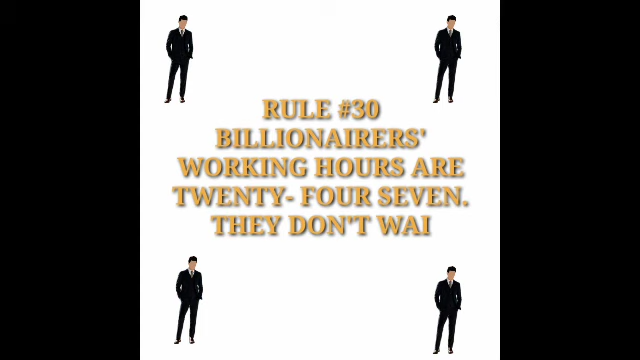 RULE #30
BILLIONAIRERS'
WORKING HOURS ARE
TWENTY- FOUR SEVEN.
THEY DON'T WAI